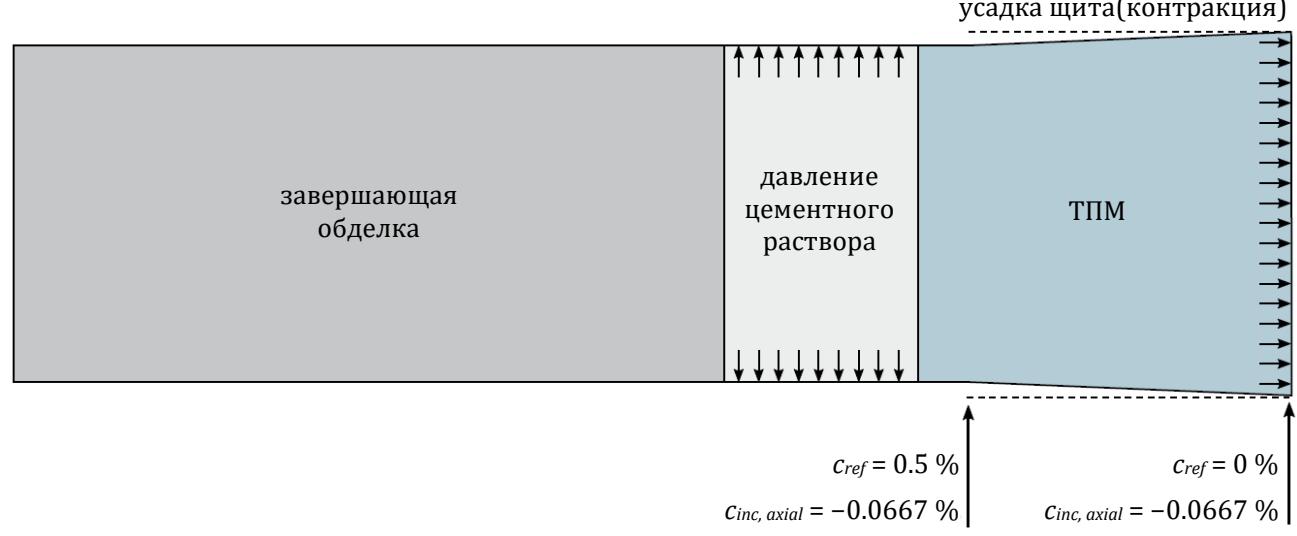 усадка щита(контракция)
завершающая
обделка
давление
цементного
раствора
ТПМ
cref = 0.5 %
cinc, axial = −0.0667 %
cref = 0 %
cinc, axial = −0.0667 %